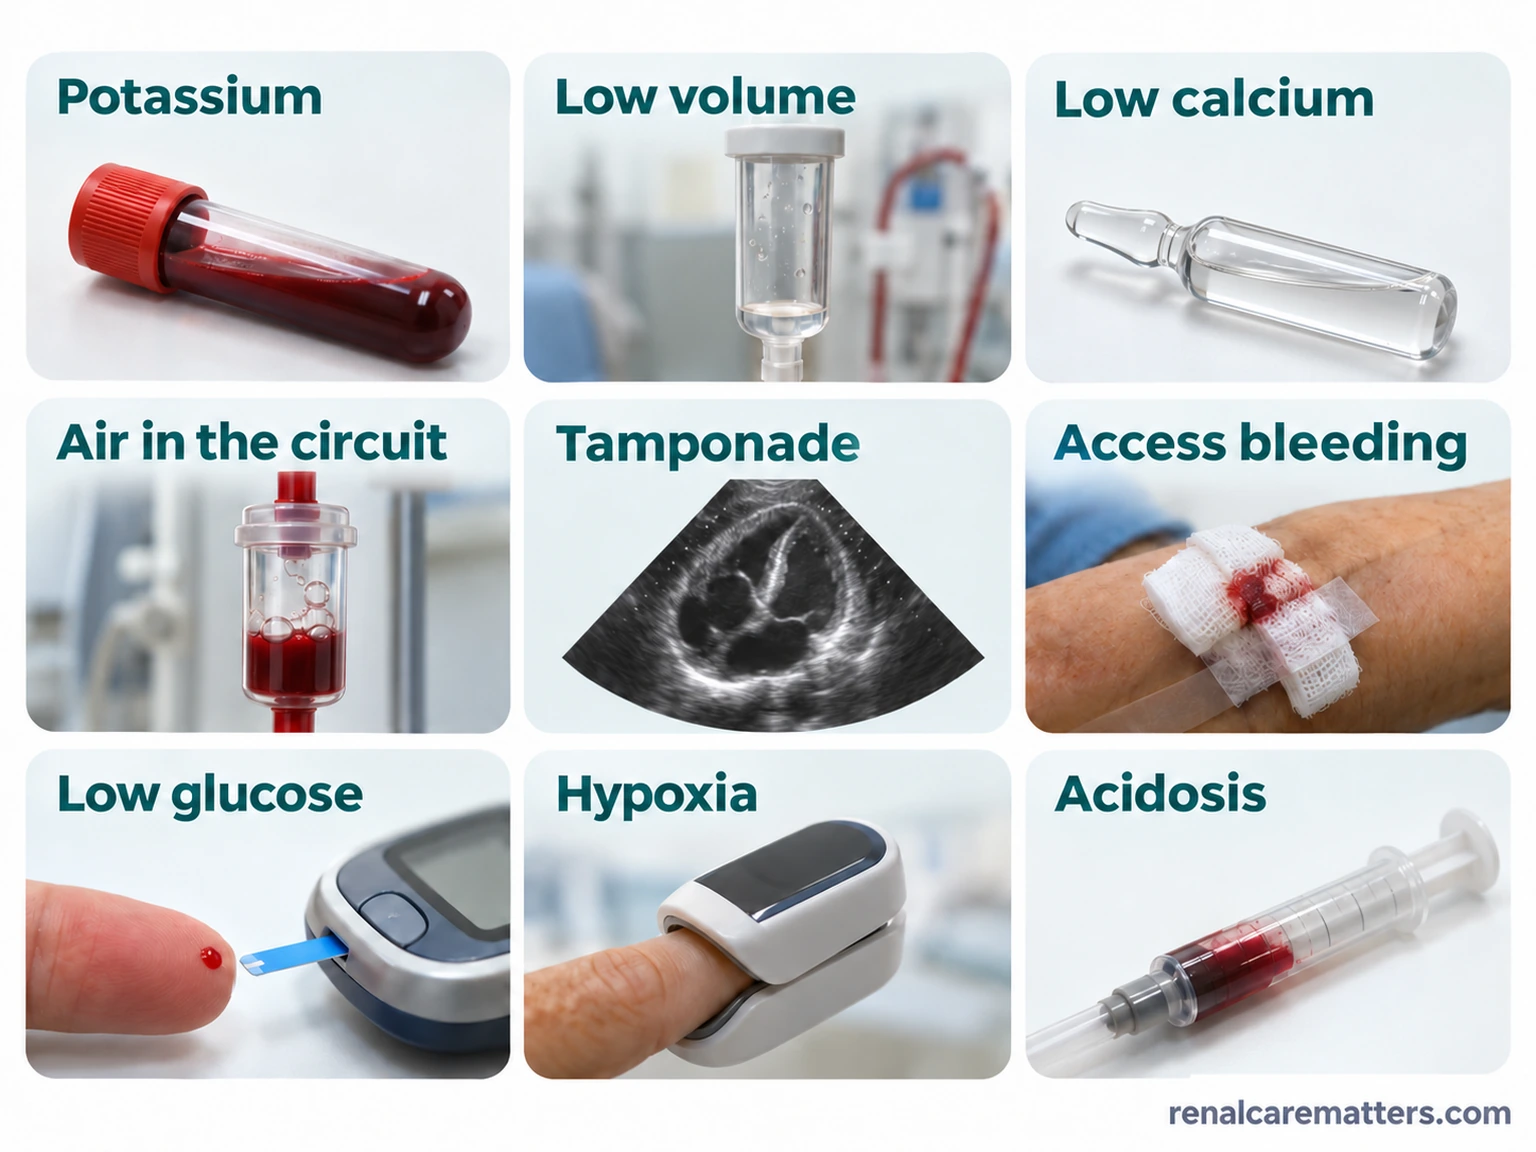 Potassium
Low volume
Low calcium
Air in the circuit
Tamponade
Access bleeding
Low glucose
Hypoxia
Acidosis
renalcarematters.com